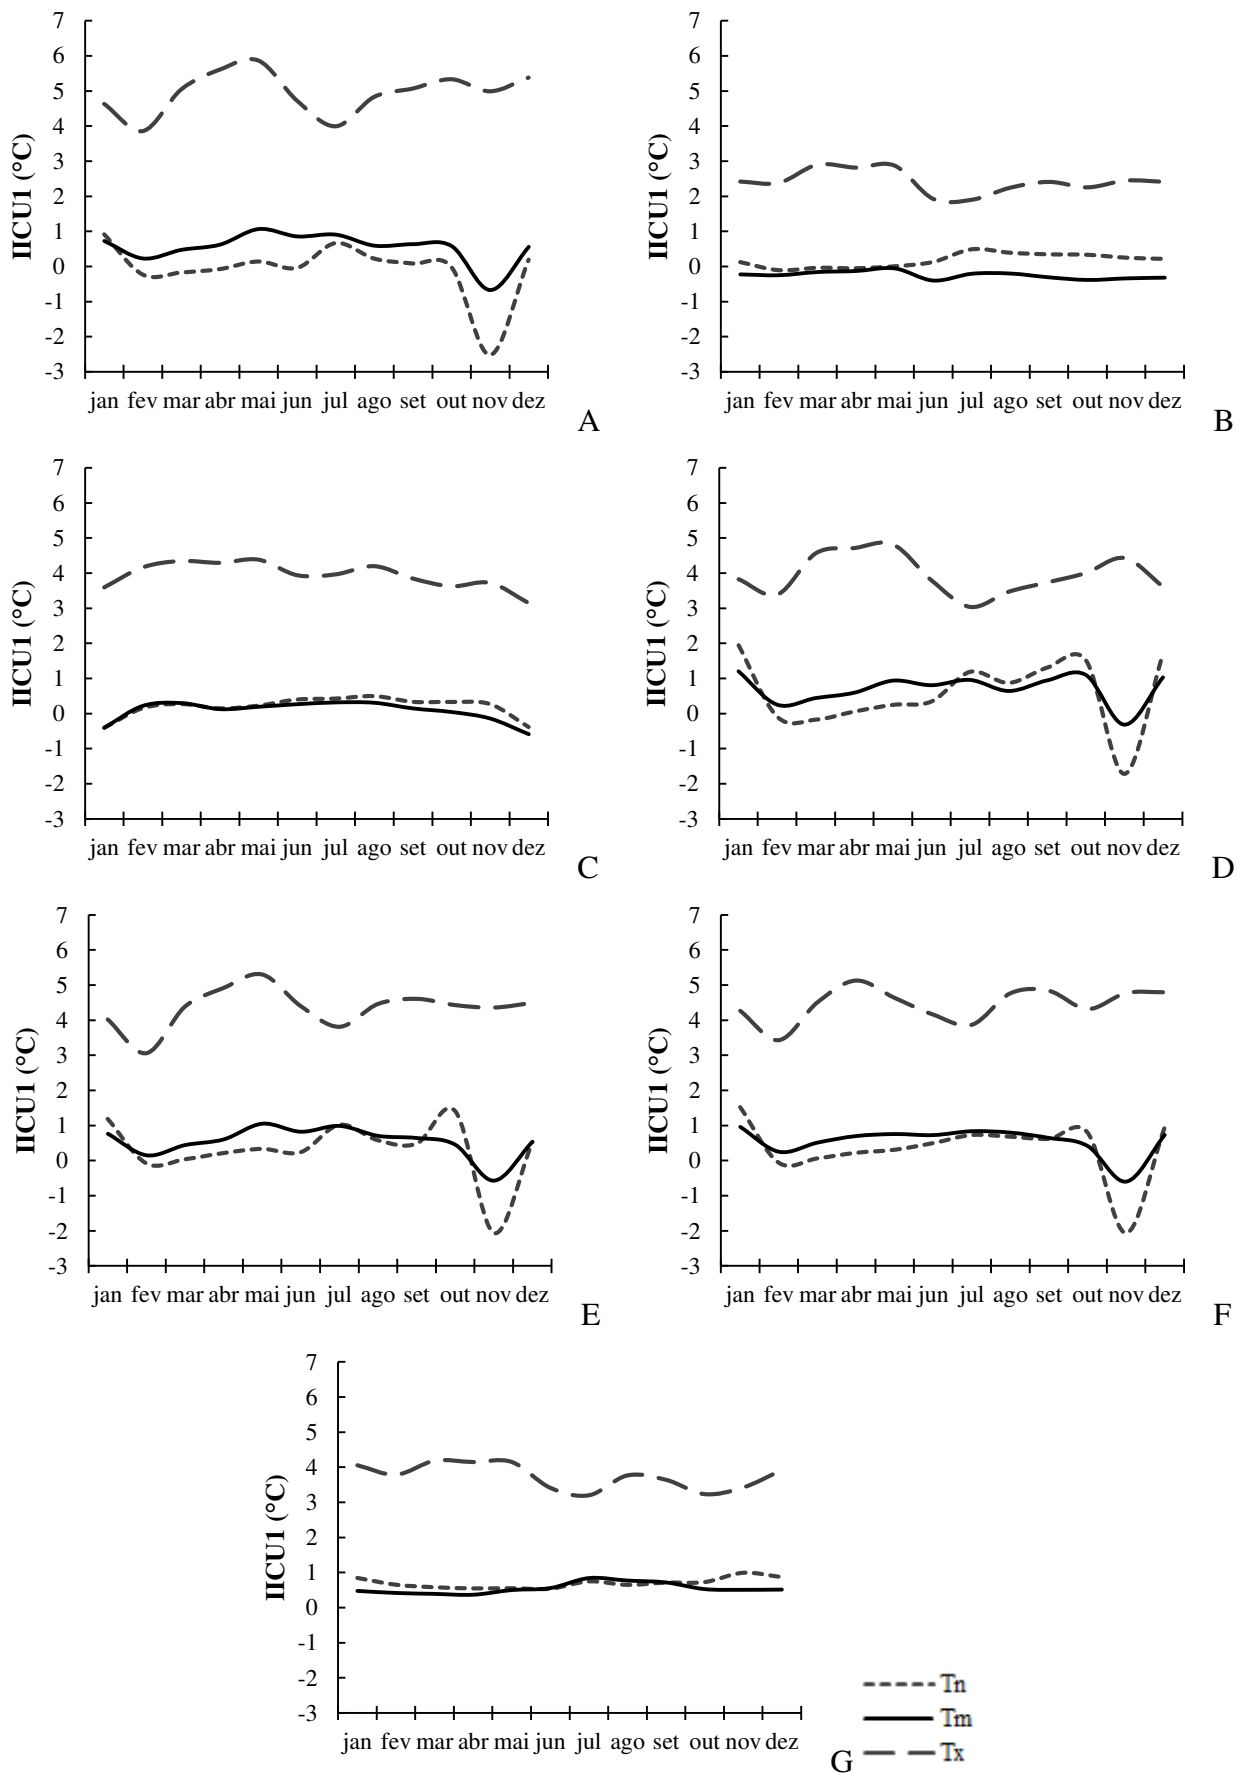 7 7
6 6
5 5
4 4
3 3
2 2
1 1
0 0
-1 -1
-2 -2
-3 -3
IICU1 (°C) IICU1 (°C)
jan fev mar abr mai jun jul ago set out nov dez jan fev mar abr mai jun jul ago set out nov dez
A B
7 7
6 6
5 5
4 4
3 3
2 2
1 1
0 0
-1 -1
-2 -2
-3 -3
IICU1 (°C) IICU1 (°C)
jan fev mar abr mai jun jul ago set out nov dez jan fev mar abr mai jun jul ago set out nov dez
C D
7 7
6 6
5 5
4 4
3 3
2 2
1 1
0 0
-1 -1
-2 -2
-3 -3
IICU1 (°C) IICU1 (°C)
jan fev mar abr mai jun jul ago set out nov dez jan fev mar abr mai jun jul ago set out nov dez
E F
7
6
5
4
3
2
1
0
-1
-2
-3
IICU1 (°C)
jan fev mar abr mai jun jul ago set out nov dez
G
Tn
Tm
Tx